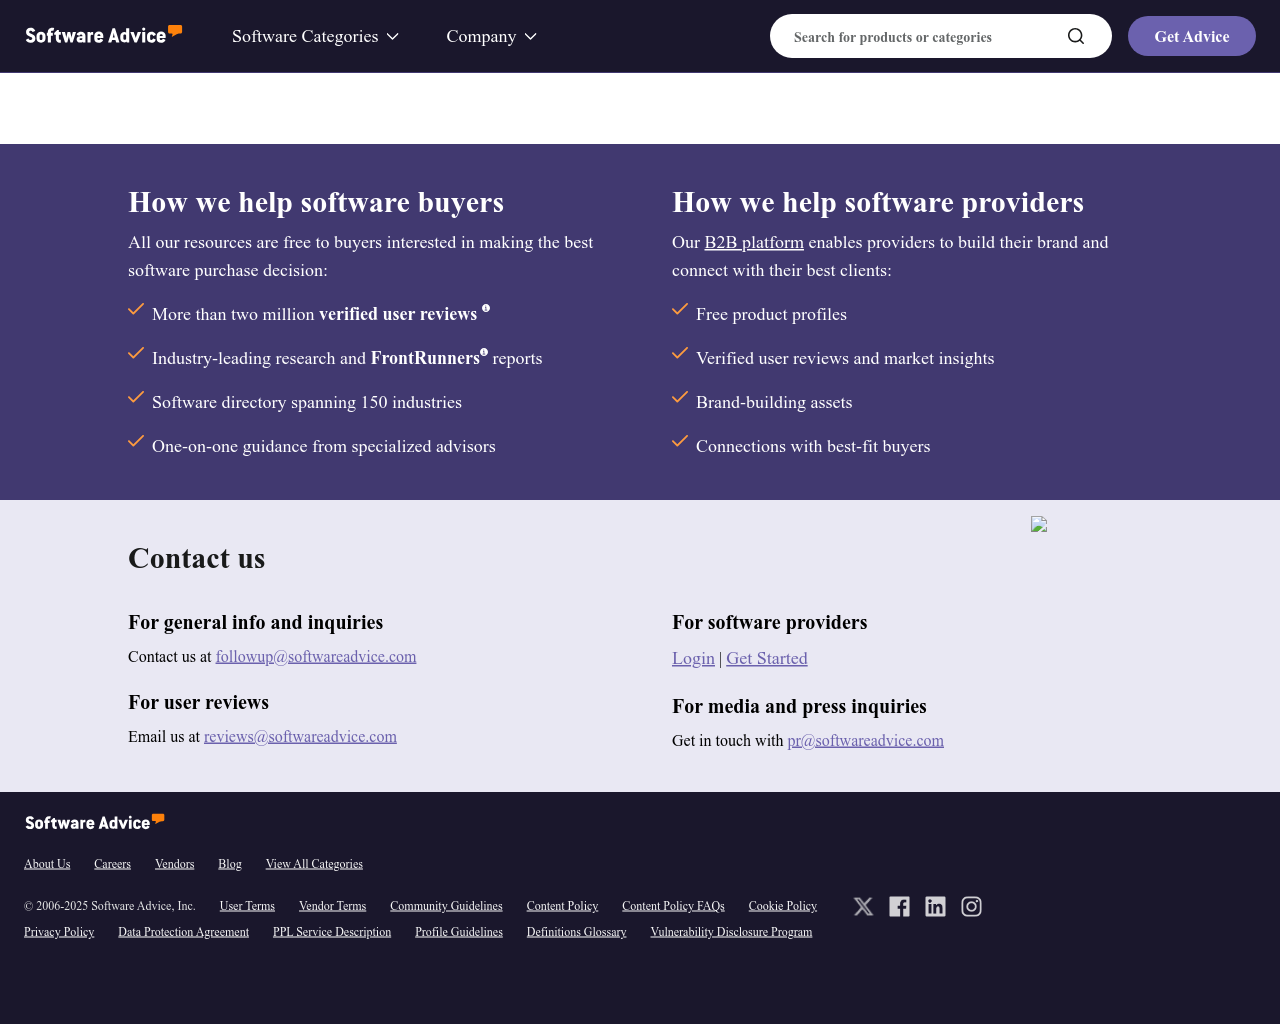 Software Advice
Software Categories
Company
Search for products or categories
Get Advice
How we help software buyers
All our resources are free to buyers interested in making the best
software purchase decision:
More than two million verified user reviews
Industry-leading research and FrontRunners reports
Software directory spanning 150 industries
One-on-one guidance from specialized advisors
How we help software providers
Our B2B platform enables providers to build their brand and
connect with their best clients:
Free product profiles
Verified user reviews and market insights
Brand-building assets
Connections with best-fit buyers
Contact us
For general info and inquiries
Contact us at followup@softwareadvice.com
For user reviews
Email us at reviews@softwareadvice.com
For software providers
Login | Get Started
For media and press inquiries
Get in touch with pr@softwareadvice.com
Software Advice
About Us Careers Vendors Blog View All Categories
© 2006-2025 Software Advice, Inc. User Terms Vendor Terms Community Guidelines Content Policy Content Policy FAQs Cookie Policy
Privacy Policy Data Protection Agreement PPL Service Description Profile Guidelines Definitions Glossary Vulnerability Disclosure Program